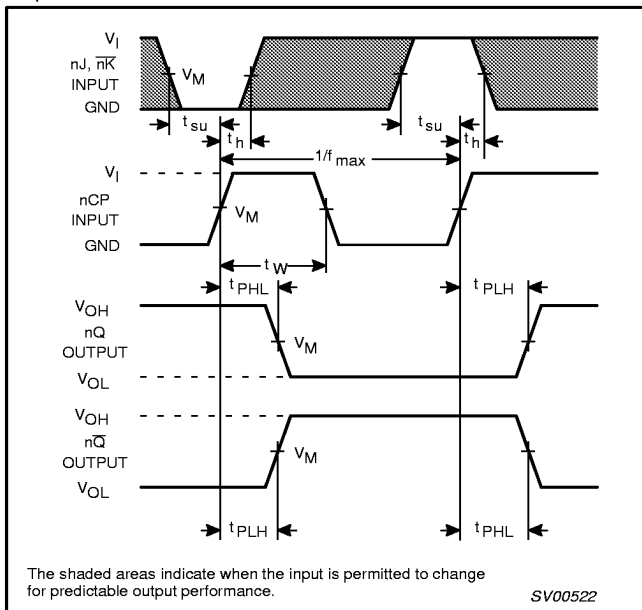 VI
nJ, nK
INPUT
VM
GND
tsu
th
tsu
th
1/fmax
VI
nCP
INPUT
VM
GND
tW
tPHL
tPLH
VOH
nQ
OUTPUT
VM
VOL
VOH
nQ̅
OUTPUT
VM
VOL
tPLH
tPHL
The shaded areas indicate when the input is permitted to change
for predictable output performance.
SV00522